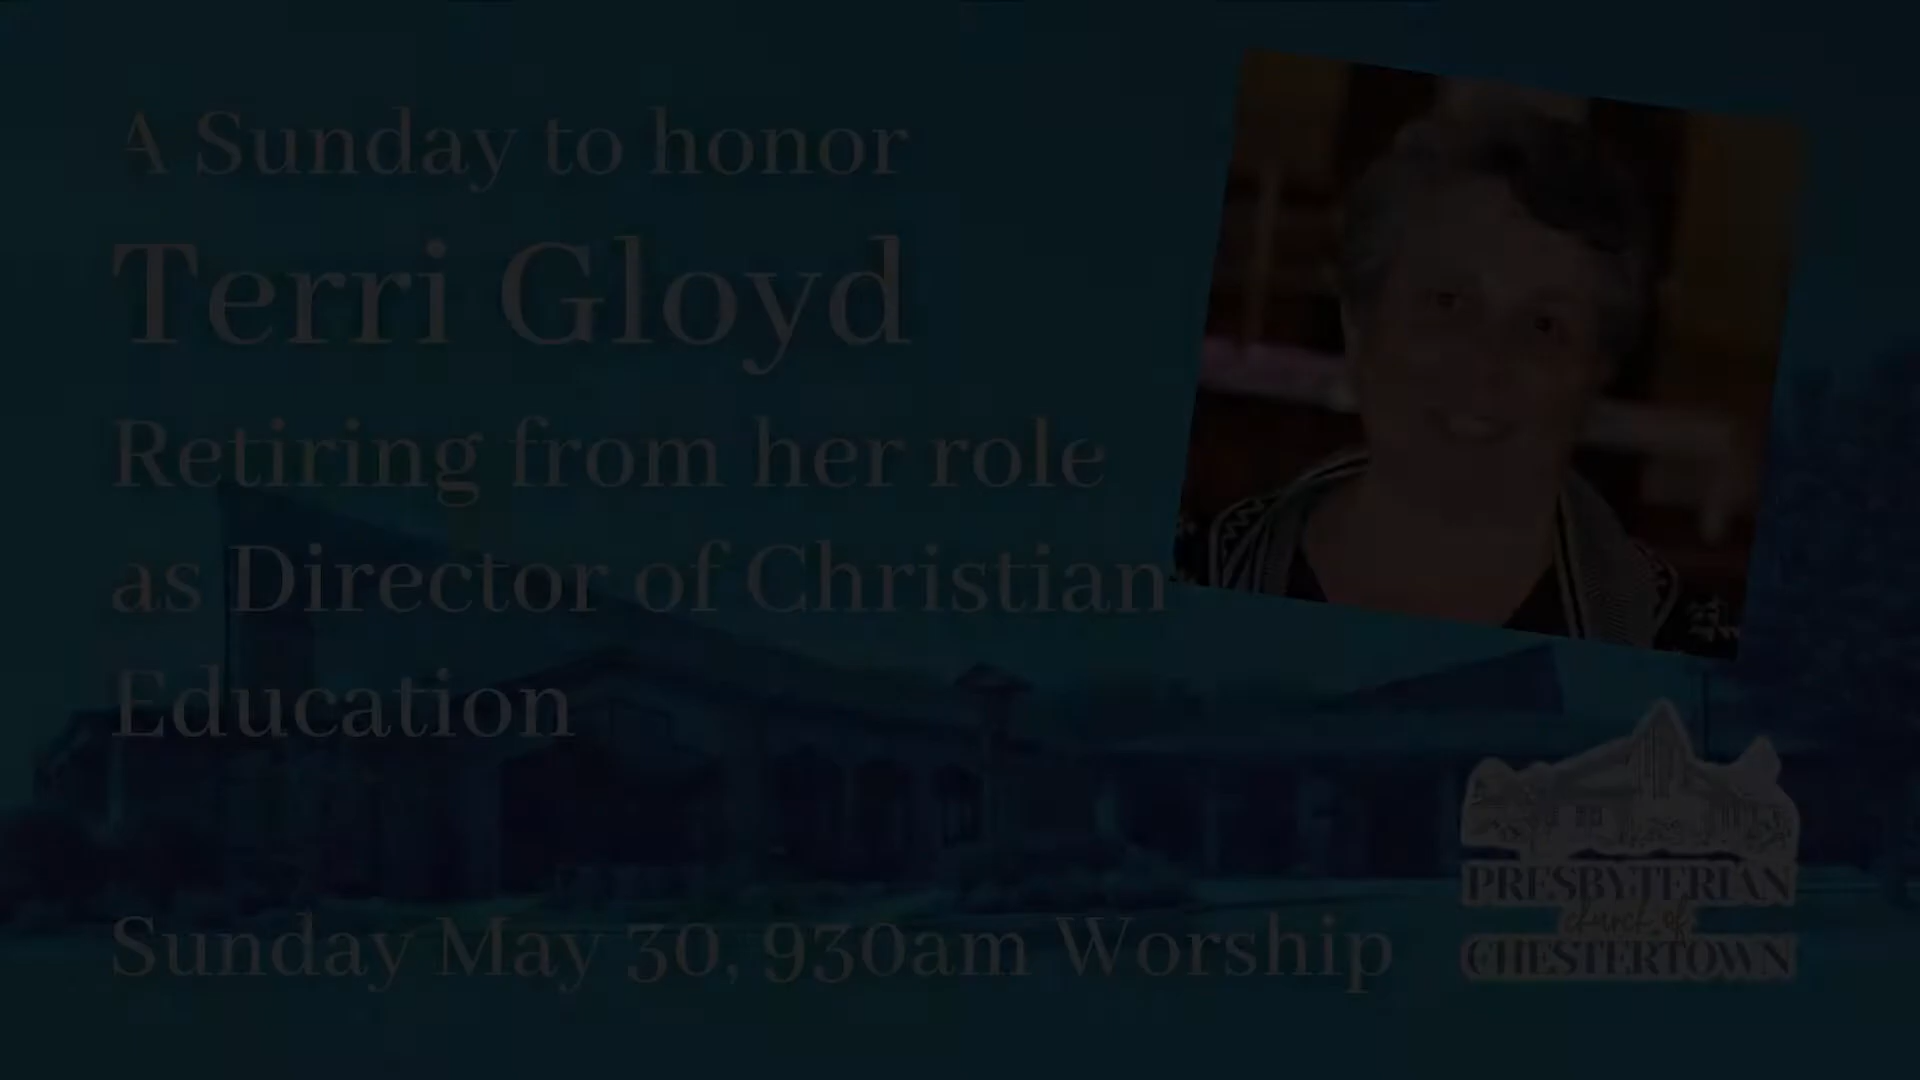 A Sunday to honor
Terri Gloyd
Retiring from her role
as Director of Christian
Education
Sunday May 30, 930am Worship
PRESBYTERIAN
church of
CHESTERTOWN